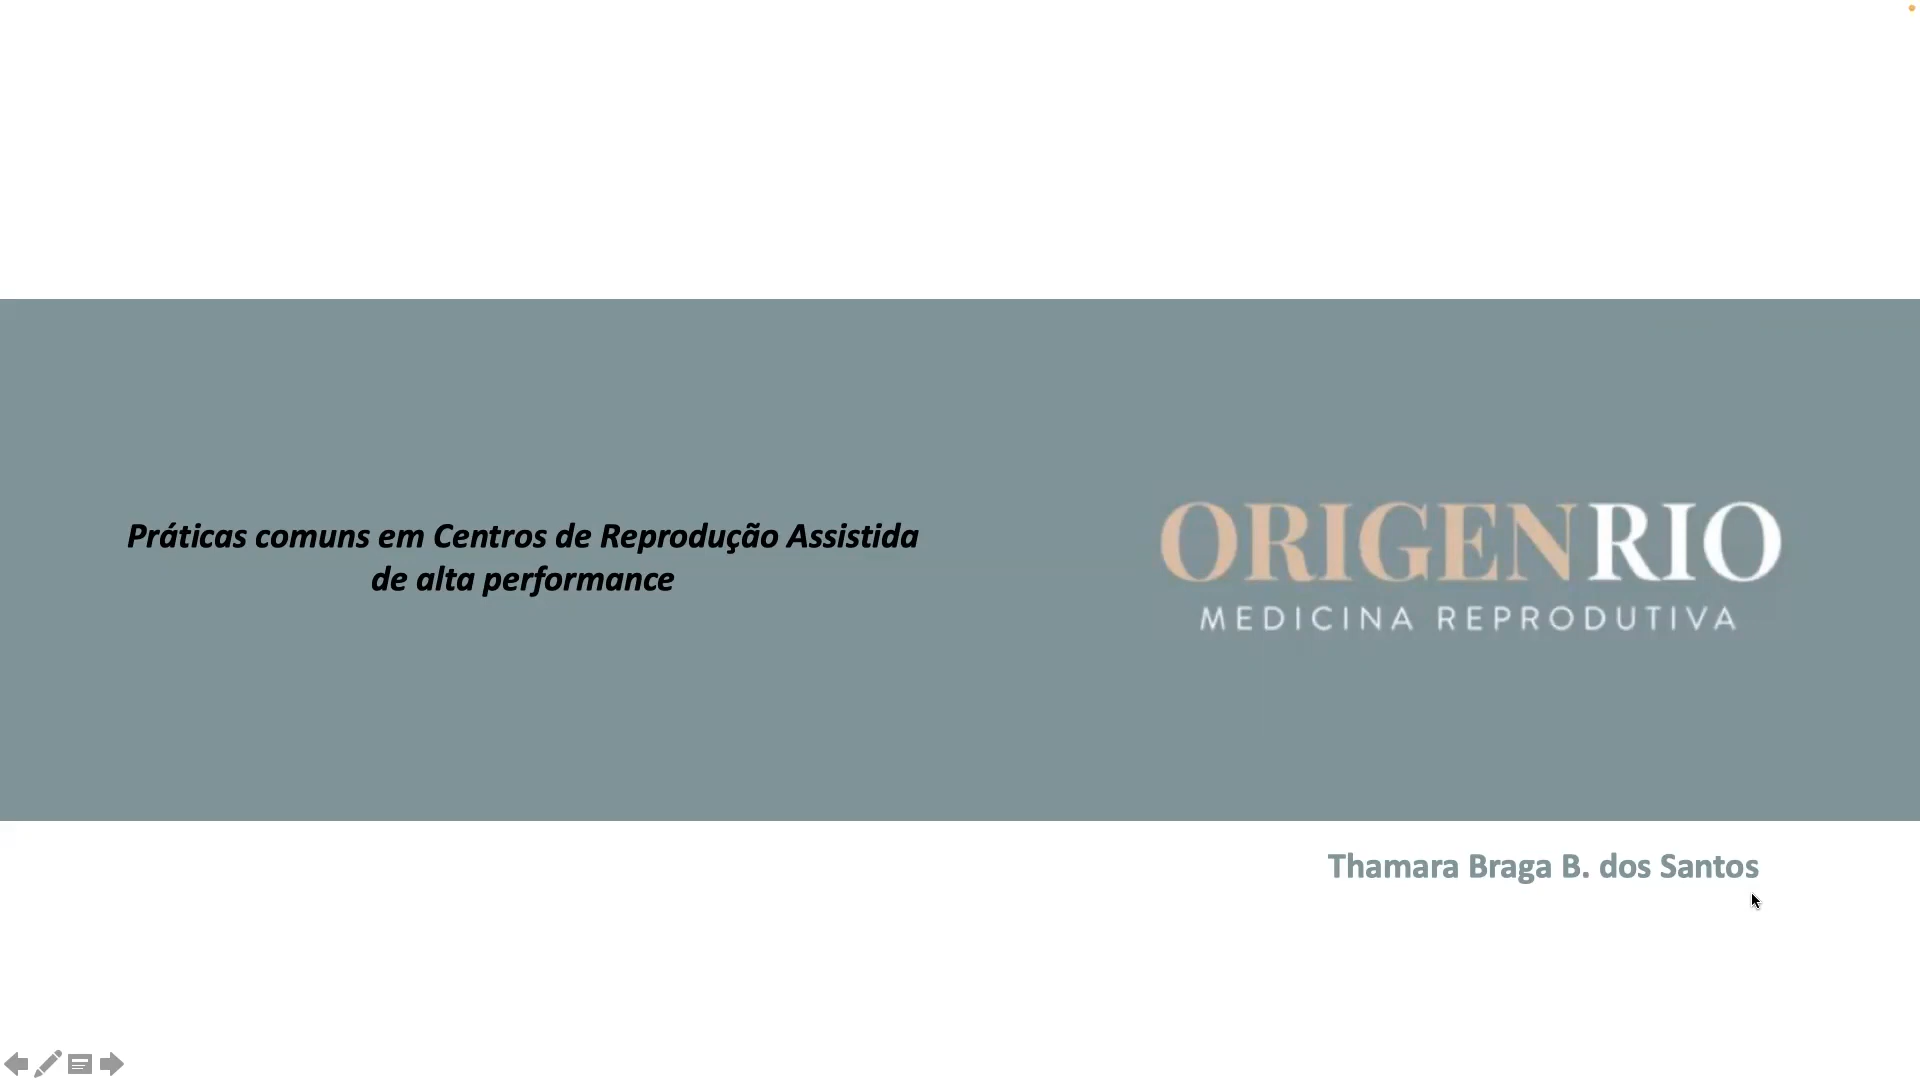 Práticas comuns em Centros de Reprodução Assistida
de alta performance
ORIGENRIO
MEDICINA REPRODUTIVA
Thamara Braga B. dos Santos